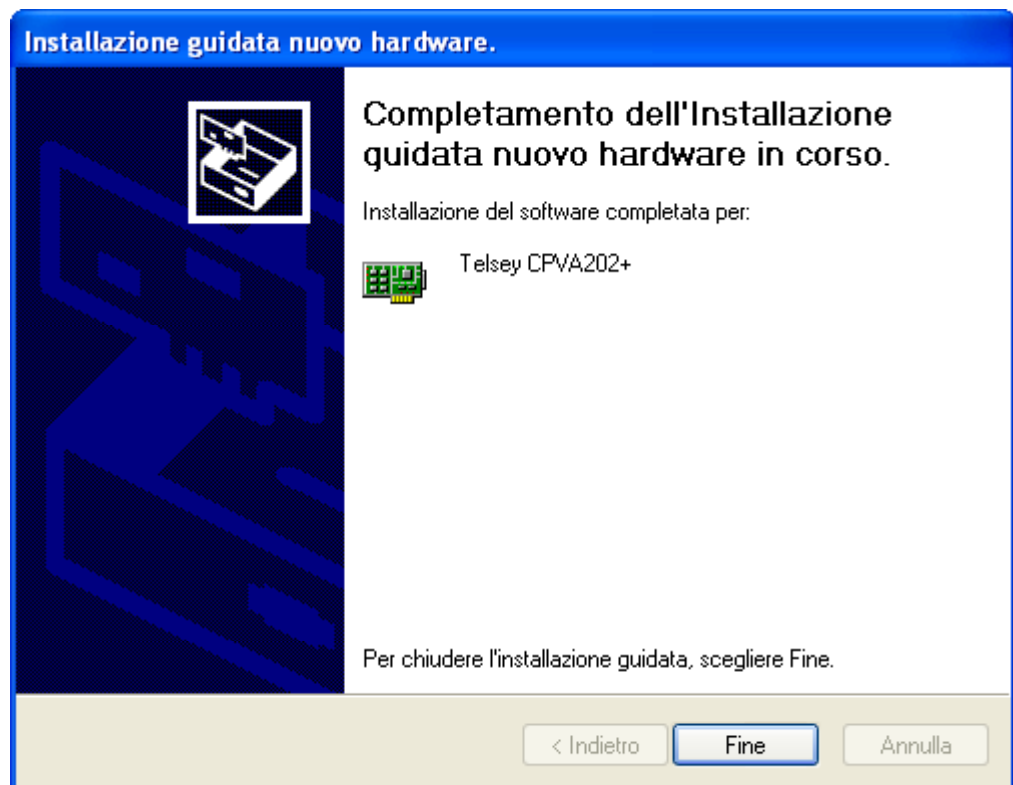 Installazione guidata nuovo hardware.
Completamento dell'Installazione
guidata nuovo hardware in corso.
Installazione del software completata per:
Telsey CPVA202+
Per chiudere l'installazione guidata, scegliere Fine.
< Indietro
Fine
Annulla